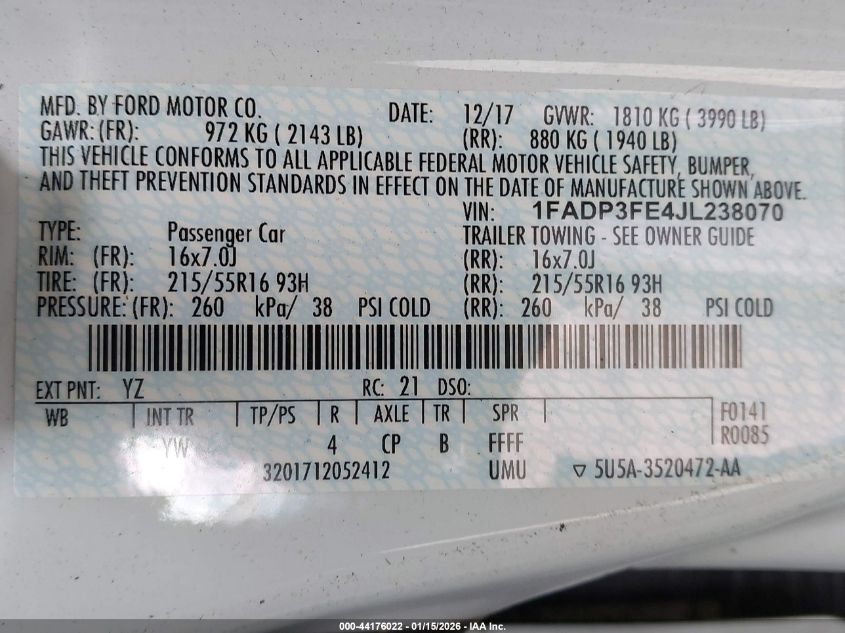 MFD. BY FORD MOTOR CO. DATE: 12/17 GVWR: 1810 KG ( 3990 LB)
GAWR: (FR): 972 KG ( 2143 LB) (RR): 880 KG ( 1940 LB)
THIS VEHICLE CONFORMS TO ALL APPLICABLE FEDERAL MOTOR VEHICLE SAFETY, BUMPER,
AND THEFT PREVENTION STANDARDS IN EFFECT ON THE DATE OF MANUFACTURE SHOWN ABOVE.
VIN: 1FADP3FE4JL238070
TYPE: Passenger Car TRAILER TOWING - SEE OWNER GUIDE
RIM: (FR): 16x7.0J (RR): 16x7.0J
TIRE: (FR): 215/55R16 93H (RR): 215/55R16 93H
PRESSURE: (FR): 260 kPa/ 38 PSI COLD (RR): 260 kPa/ 38 PSI COLD
EXT PNT: YZ RC: 21 DSO:
WB INT TR TP/PS R AXLE TR SPR F0141
YW 4 CP B FFFF R0085
3201712052412 UMU ▽ 5U5A-3520472-AA
000-44176022 - 01/15/2026 - IAA Inc.